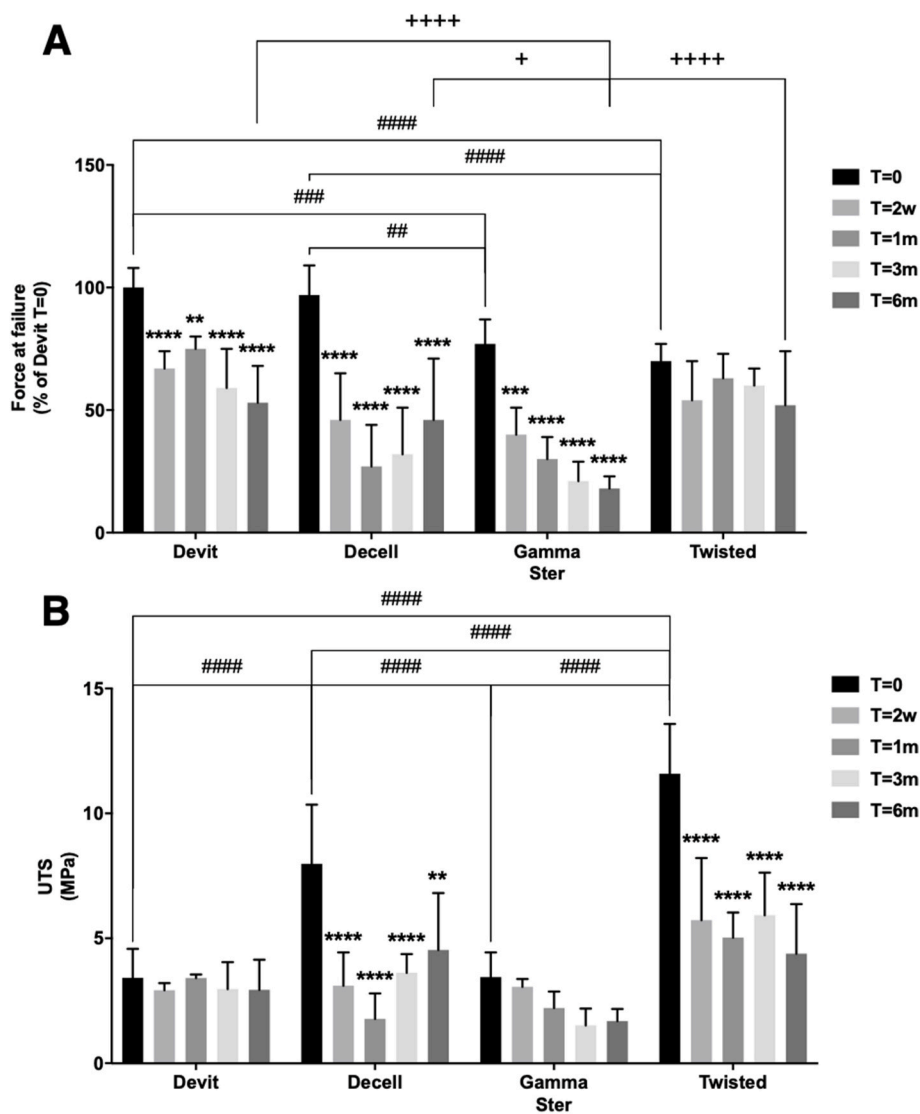 A
++++
+
++++
####
####
###
##
150
100
50
0
Force at failure
(% of Devit T=0)
****
**
****
****
****
****
****
****
***
****
****
****
Devit
Decell
Gamma
Ster
Twisted
T=0
T=2w
T=1m
T=3m
T=6m
B
####
####
####
####
####
15
10
5
0
UTS
(MPa)
****
****
****
**
****
****
****
****
Devit
Decell
Gamma
Ster
Twisted
T=0
T=2w
T=1m
T=3m
T=6m